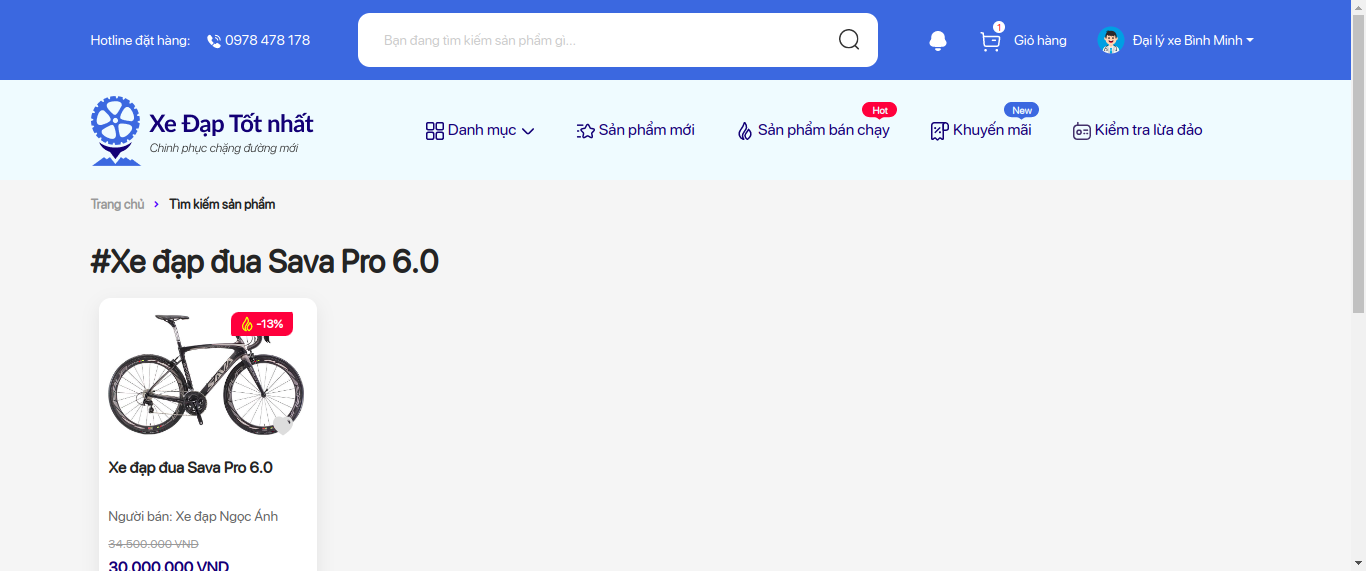 Hotline đặt hàng: 0978 478 178
Bạn đang tìm kiếm sản phẩm gì...
1
Giỏ hàng
Đại lý xe Bình Minh
Xe Đạp Tốt nhất
Chinh phục chặng đường mới
Danh mục
Sản phẩm mới
Hot
Sản phẩm bán chạy
New
Khuyến mãi
Kiểm tra lừa đảo
Trang chủ > Tìm kiếm sản phẩm
#Xe đạp đua Sava Pro 6.0
-13%
SAVA
Xe đạp đua Sava Pro 6.0
Người bán: Xe đạp Ngọc Ánh
34.500.000 VND
30.000.000 VND